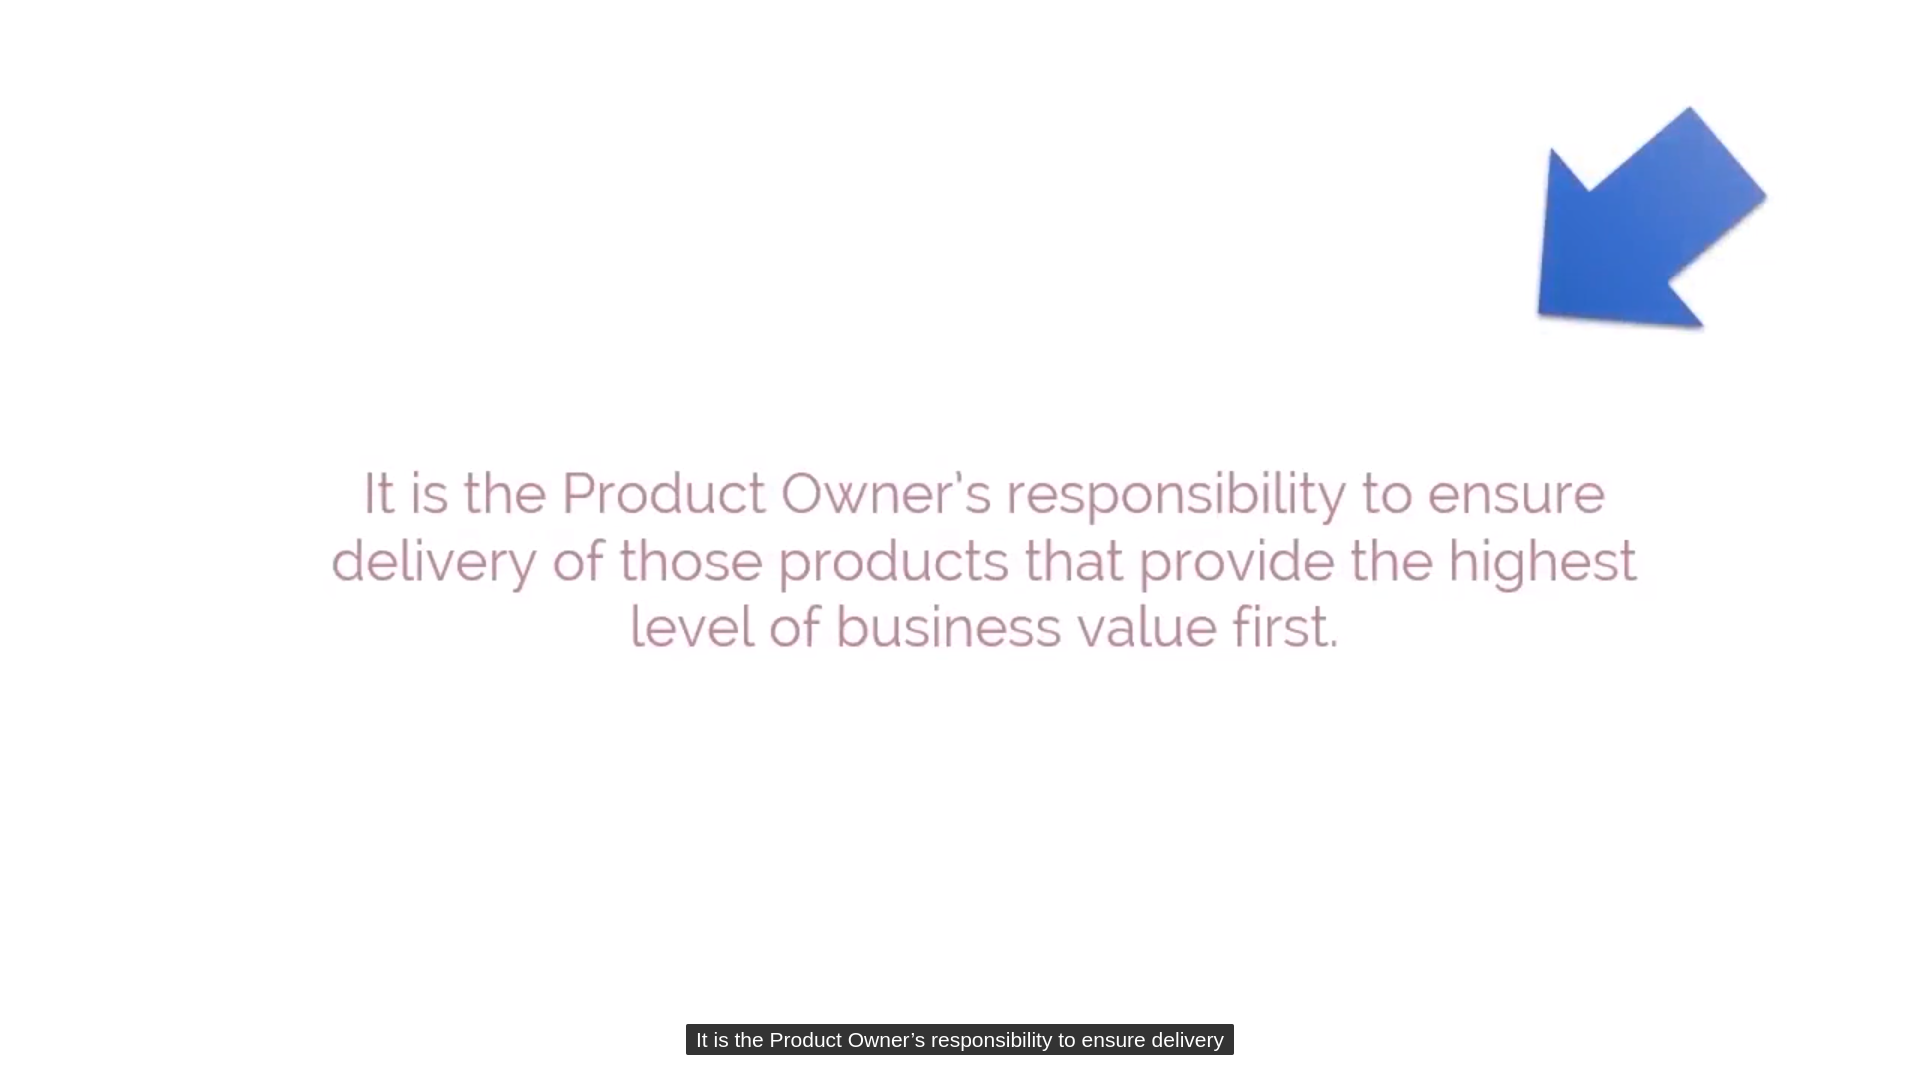 It is the Product Owner’s responsibility to ensure
delivery of those products that provide the highest
level of business value first.
It is the Product Owner’s responsibility to ensure delivery